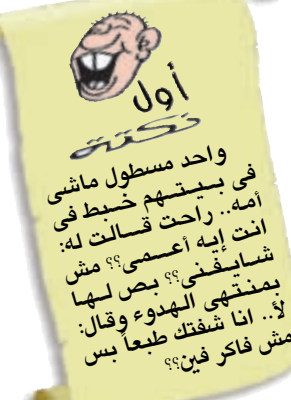 أول
نكتة
واحد مسطول ماشى
فى بيتهم خبط فى
أمه.. راحت قالت له:
انت إيه أعمى؟؟ مش
شايفنى؟؟ بص لها
بمنتهى الهدوء وقال:
لأ.. انا شفتك طبعاً بس
مش فاكر فين؟؟